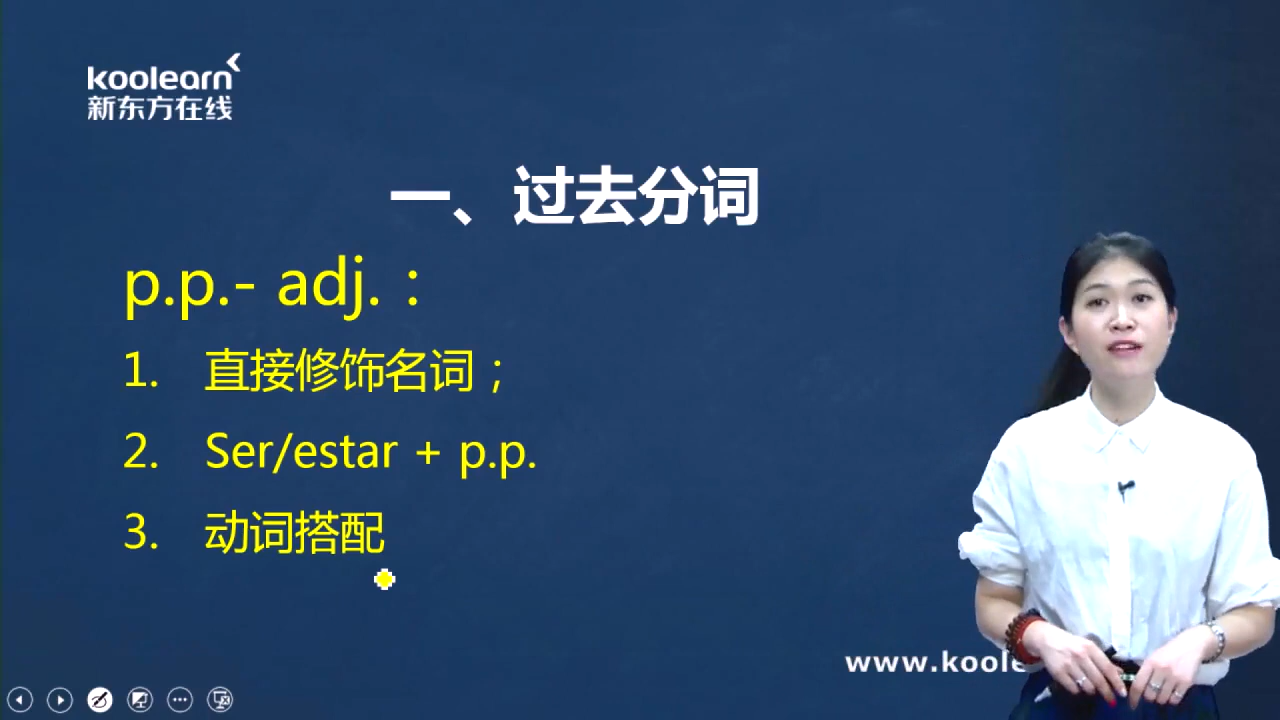 koolearn
新东方在线
一、过去分词
p.p.- adj.：
1. 直接修饰名词；
2. Ser/estar + p.p.
3. 动词搭配
www.koole